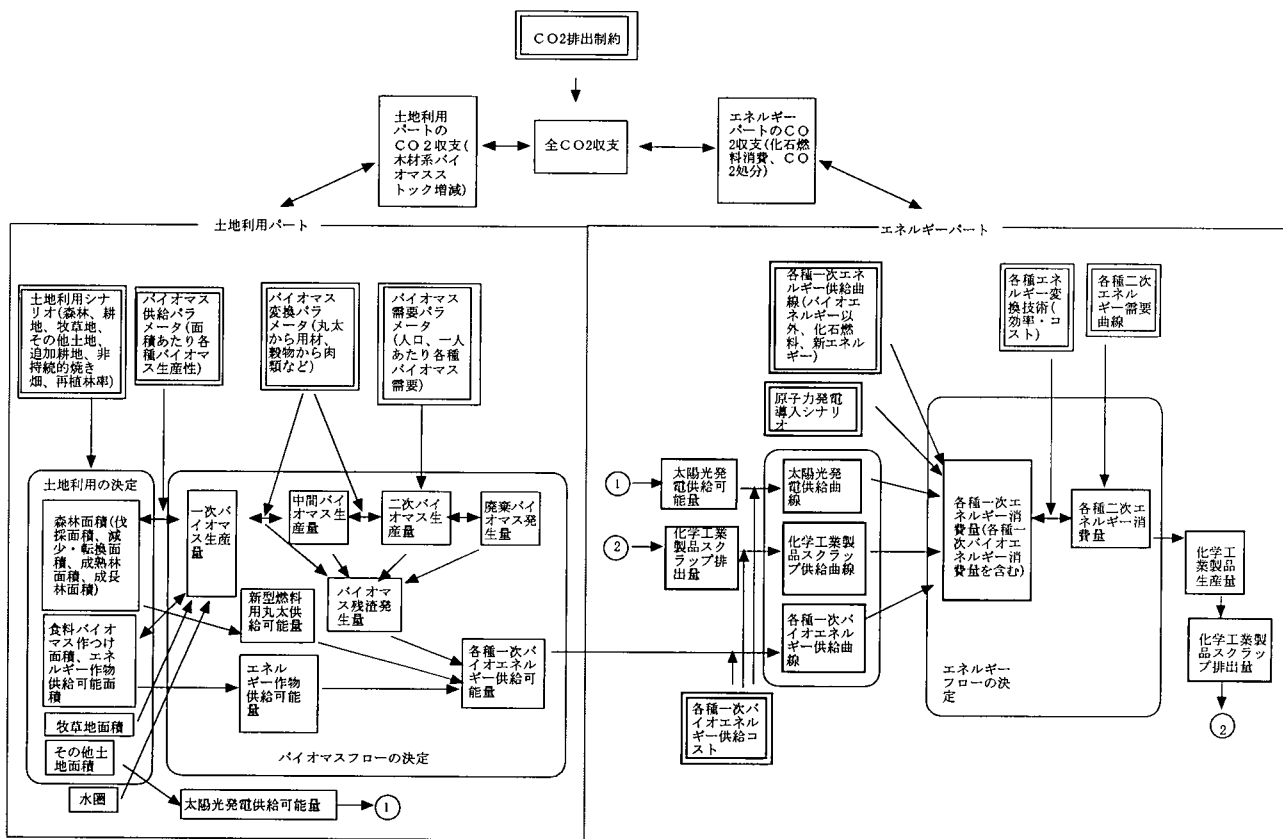 CO2排出制約
土地利用
パートの
CO2収支(
木材系バイ
オマスス
トック増減)
全CO2収支
エネルギー
パートのCO
2収支(化石燃
料消費、CO
2処分)
土地利用パート
エネルギーパート
土地利用シナ
リオ(森林、耕
地、牧草地、
その他土地、
追加耕地、非
持続的焼き
畑、再植林率)
バイオマス
供給パラ
メータ(面
積あたり各
種バイオマ
ス生産性)
バイオマス
変換パラ
メータ(丸太
から用材、
穀物から肉
類など)
バイオマス
需要パラ
メータ
(人口、一人
あたり各種
バイオマス
需要)
各種一次エネ
ルギー供給曲
線(バイオエ
ネルギー以
外、化石燃
料、新エネル
ギー)
各種エネ
ルギー変
換技術(
効率・コ
スト)
各種二次
エネル
ギー需要
曲線
原子力発電
導入シナリ
オ
土地利用の決定
森林面積(伐
採面積、減
少・転換面
積、成熟林
面積、成長
林面積)
食料バイオ
マス作つけ
面積、エネ
ルギー作物
供給可能面
積
牧草地面積
その他土
地面積
水圏
一次バイ
オマス
生産
量
中間バイ
オマス生
産量
二次バイ
オマス生
産量
廃棄バイ
オマス発生
量
バイオマ
ス残渣発
生量
新型燃料
用丸太供
給可能量
エネル
ギー作物
供給可能
量
各種一次バイ
オエネルギー
供給可能
量
バイオマスフローの決定
太陽光発電供給可能量
1
1
太陽光発
電供給可
能量
2
化学工業
製品スク
ラップ排
出量
太陽光発
電供給曲
線
化学工業
製品スク
ラップ供
給曲線
各種一次バ
イオエネル
ギー供給曲
線
各種一次バ
イオエネル
ギー供給コ
スト
各種一次エ
ネルギー消
費量(各種一
次バイオエ
ネルギー消費
量を含む)
各種二次エ
ネルギー消
費量
エネルギー
フローの決
定
化学工
業製品
生産量
化学工業製
品スクラッ
プ排出量
2